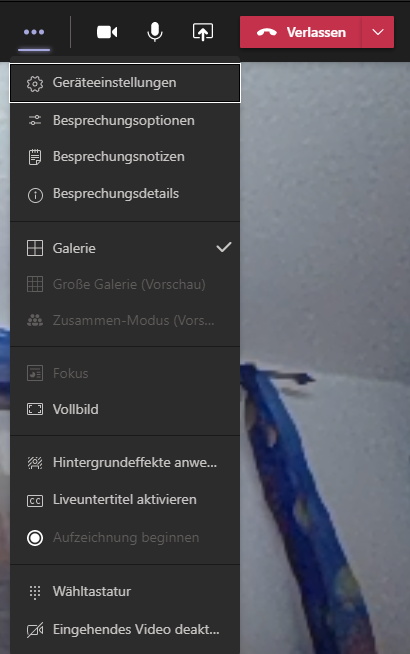 Verlassen
Geräteeinstellungen
Besprechungsoptionen
Besprechungsnotizen
Besprechungsdetails
Galerie
Große Galerie (Vorschau)
Zusammen-Modus (Vors...
Fokus
Vollbild
Hintergrundeffekte anwe...
CC Liveuntertitel aktivieren
Aufzeichnung beginnen
Wähltastatur
Eingehendes Video deakt...